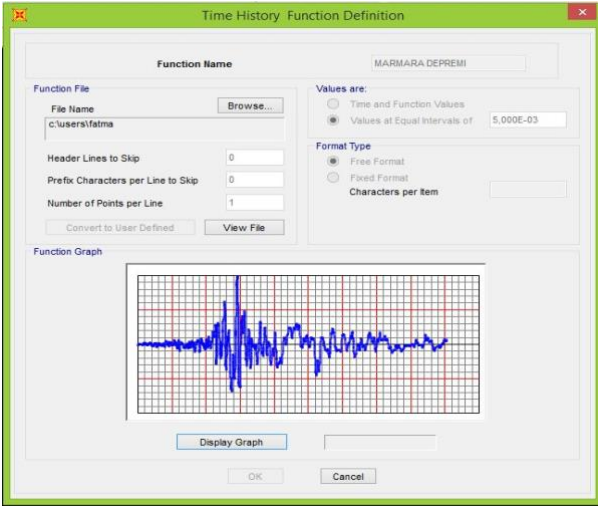 Time History Function Definition
Function Name
MARMARA DEPREMI
Function File
File Name
Browse...
c:\users\fatma
Header Lines to Skip
0
Prefix Characters per Line to Skip
0
Number of Points per Line
1
Convert to User Defined
View File
Values are:
Time and Function Values
Values at Equal Intervals of
5,000E-03
Format Type
Free Format
Fixed Format
Characters per Item
Function Graph
Display Graph
OK
Cancel